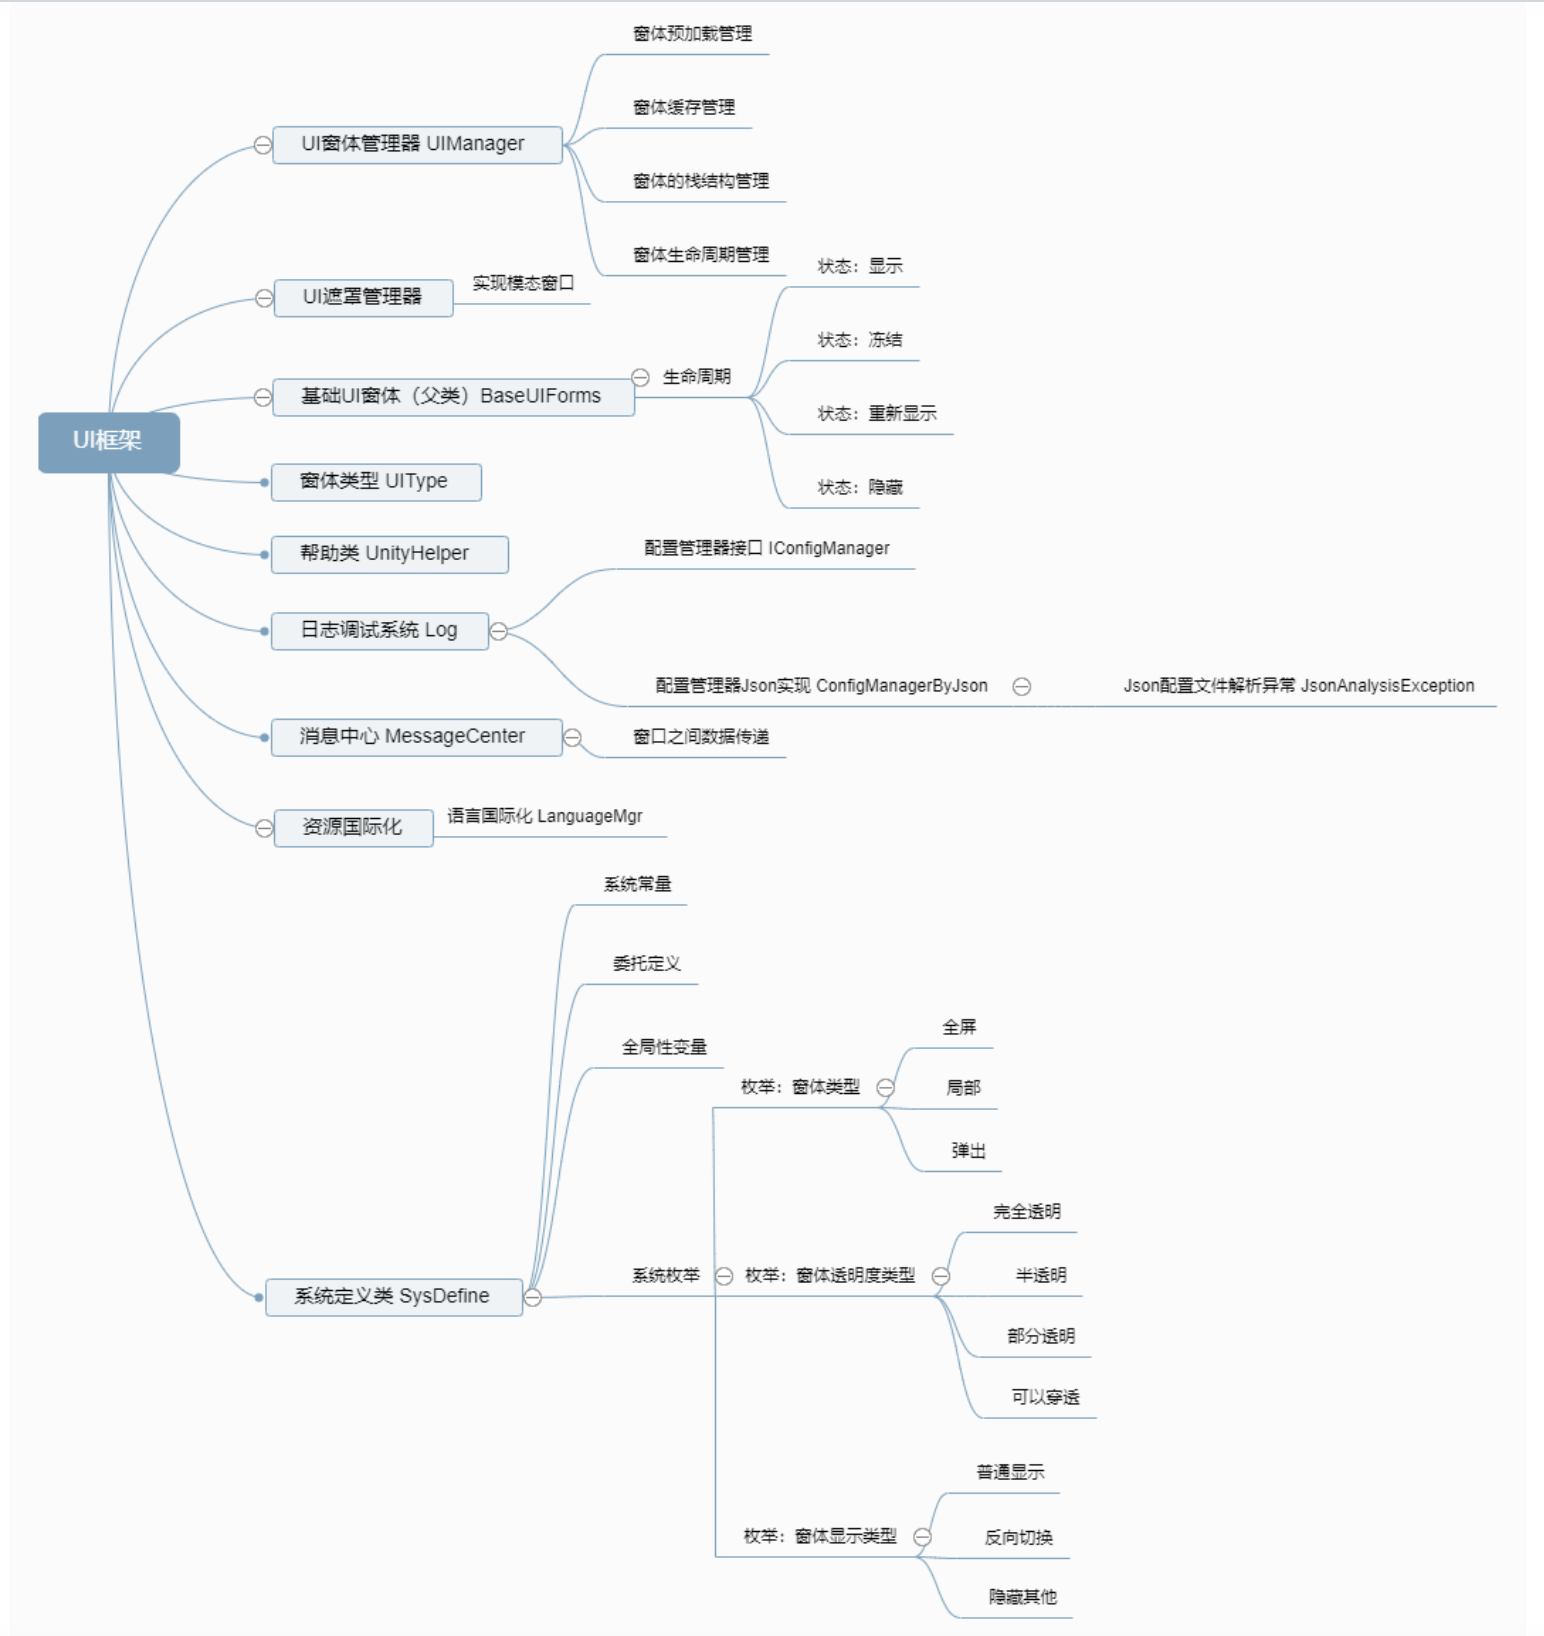 UI框架
UI窗体管理器 UIManager
窗体预加载管理
窗体缓存管理
窗体的栈结构管理
窗体生命周期管理
UI遮罩管理器
实现模态窗口
基础UI窗体（父类）BaseUIForms
生命周期
状态：显示
状态：冻结
状态：重新显示
状态：隐藏
窗体类型 UIType
帮助类 UnityHelper
日志调试系统 Log
配置管理器接口 IConfigManager
配置管理器Json实现 ConfigManagerByJson
Json配置文件解析异常 JsonAnalysisException
消息中心 MessageCenter
窗口之间数据传递
资源国际化
语言国际化 LanguageMgr
系统定义类 SysDefine
系统常量
委托定义
全局性变量
系统枚举
枚举：窗体类型
全屏
局部
弹出
枚举：窗体透明度类型
完全透明
半透明
部分透明
可以穿透
枚举：窗体显示类型
普通显示
反向切换
隐藏其他